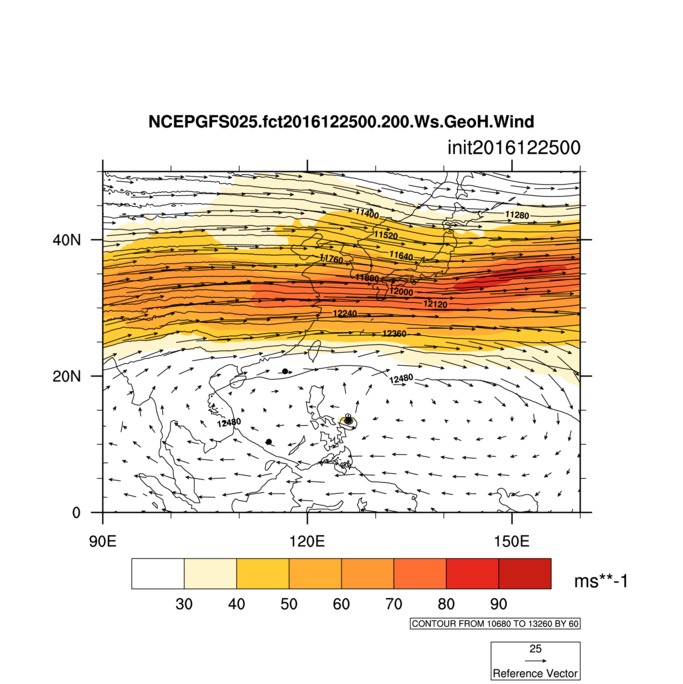 NCEPGFS025.fct2016122500.200.Ws.GeoH.Wind
init2016122500
11400
11280
11520
40N
11640
11760
11880
12000
12120
12240
12360
20N
12480
12480
0
90E 120E 150E
ms**-1
30 40 50 60 70 80 90
CONTOUR FROM 10680 TO 13260 BY 60
25
Reference Vector